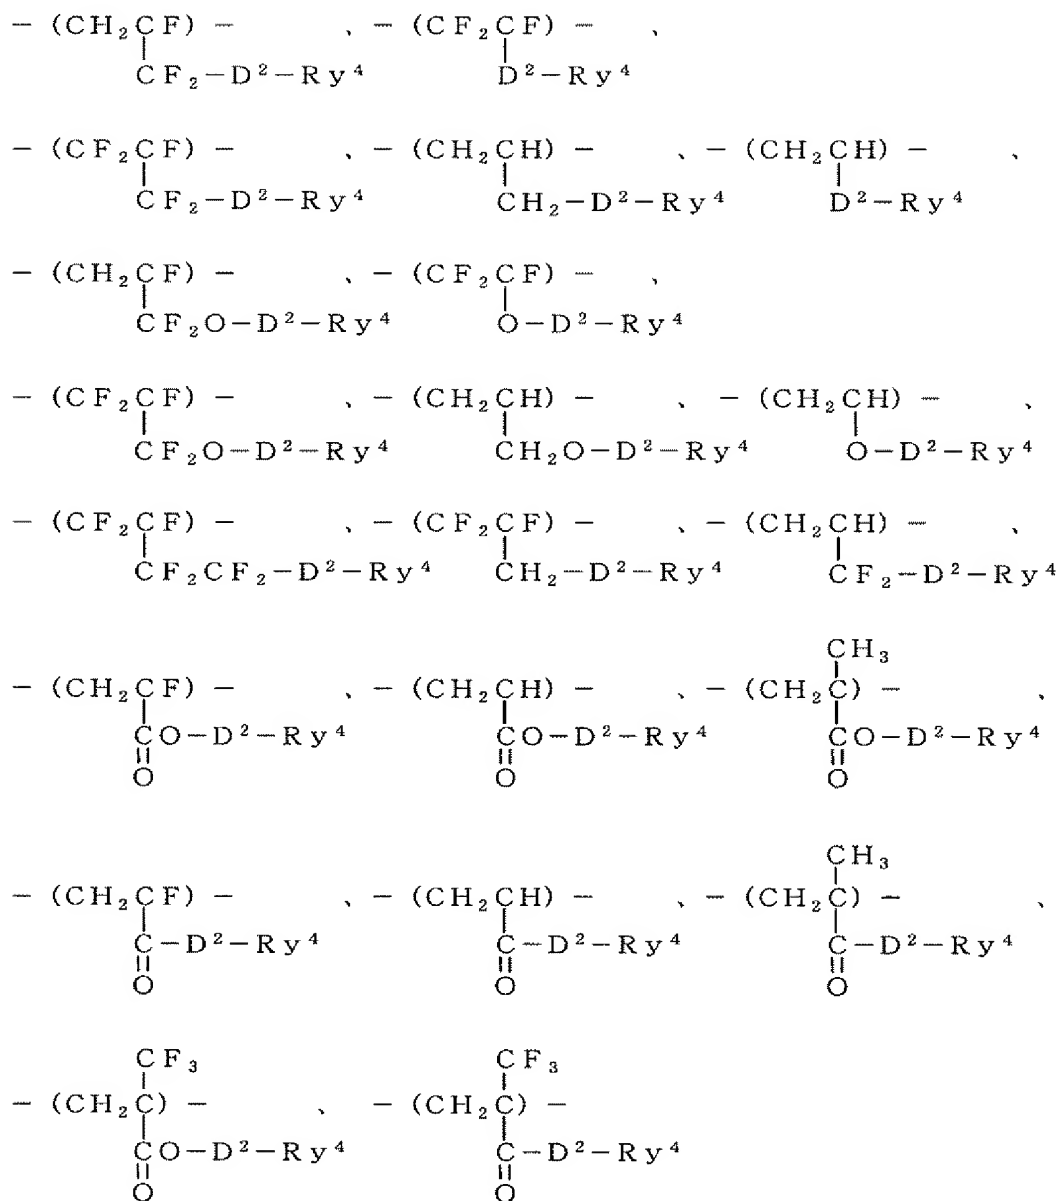 －(CH₂CF)－ 、－(CF₂CF)－ 、
CF₂－D²－Ry⁴ D²－Ry⁴
－(CF₂CF)－ 、－(CH₂CH)－ 、－(CH₂CH)－ 、
CF₂－D²－Ry⁴ CH₂－D²－Ry⁴ D²－Ry⁴
－(CH₂CF)－ 、－(CF₂CF)－ 、
CF₂O－D²－Ry⁴ O－D²－Ry⁴
－(CF₂CF)－ 、－(CH₂CH)－ 、－(CH₂CH)－ 、
CF₂O－D²－Ry⁴ CH₂O－D²－Ry⁴ O－D²－Ry⁴
－(CF₂CF)－ 、－(CF₂CF)－ 、－(CH₂CH)－ 、
CF₂CF₂－D²－Ry⁴ CH₂－D²－Ry⁴ CF₂－D²－Ry⁴
CH₃
－(CH₂CF)－ 、－(CH₂CH)－ 、－(CH₂C)－ 、
CO－D²－Ry⁴ CO－D²－Ry⁴ CO－D²－Ry⁴
O O O
CH₃
－(CH₂CF)－ 、－(CH₂CH)－ 、－(CH₂C)－ 、
C－D²－Ry⁴ C－D²－Ry⁴ C－D²－Ry⁴
O O O
CF₃ CF₃
－(CH₂C)－ 、－(CH₂C)－
CO－D²－Ry⁴ C－D²－Ry⁴
O O